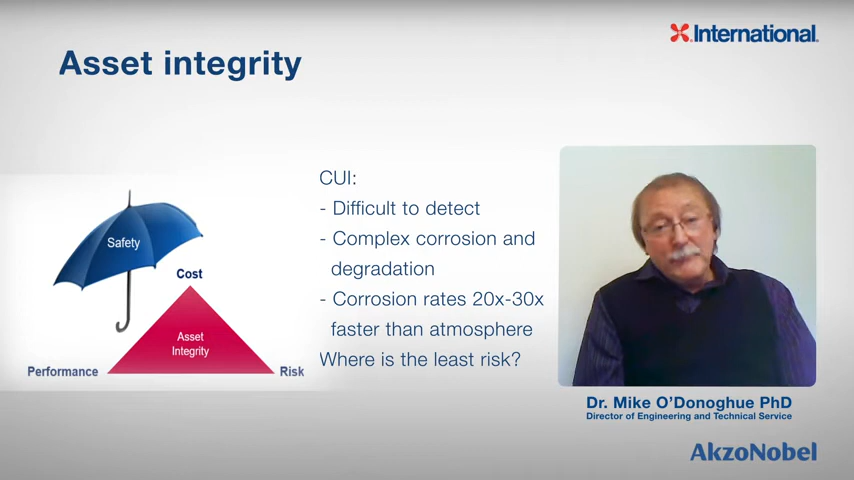 International.
Asset integrity
CUI:
- Difficult to detect
- Complex corrosion and
degradation
- Corrosion rates 20x-30x
faster than atmosphere
Where is the least risk?
Safety
Cost
Asset
Integrity
Performance
Risk
Dr. Mike O'Donoghue PhD
Director of Engineering and Technical Service
AkzoNobel